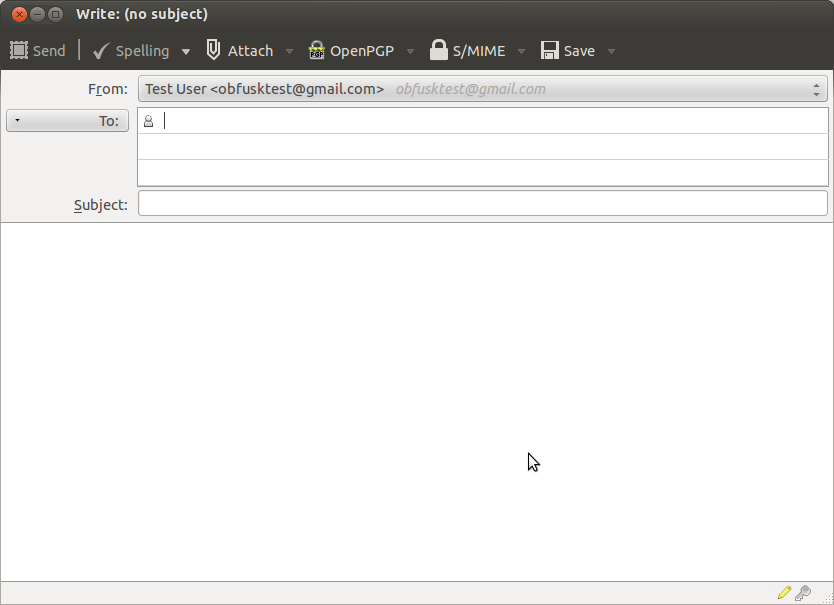 Write: (no subject)
Send Spelling Attach OpenPGP S/MIME Save
From: Test User <obfusktest@gmail.com> obfusktest@gmail.com
To:
Subject: